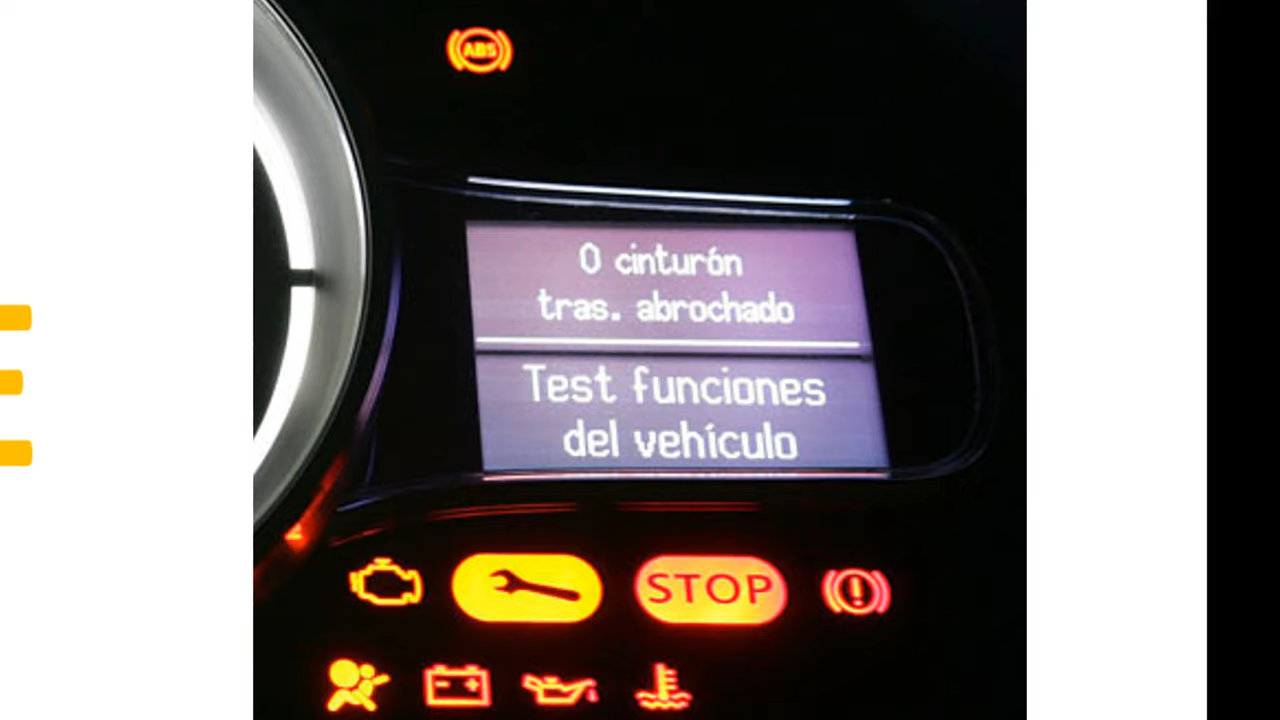 ABS
0 cinturón
tras. abrochado
Test funciones
del vehículo
STOP